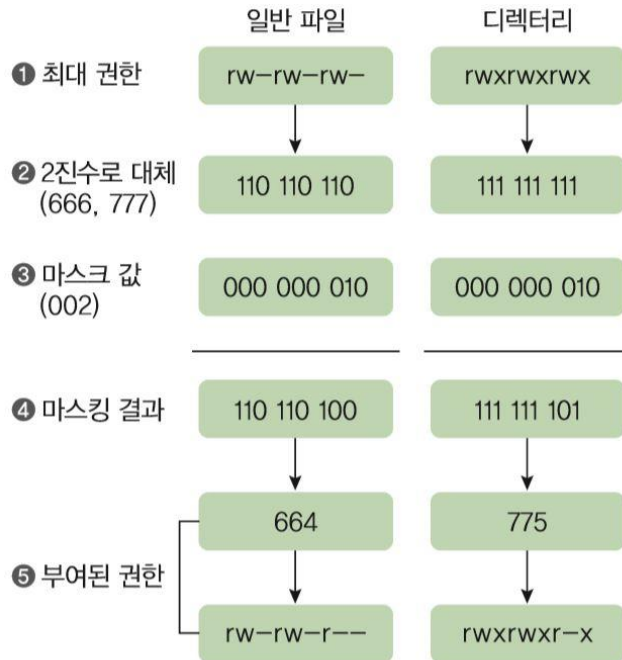 일반 파일 디렉터리
❶ 최대 권한 rw-rw-rw- rwxrwxrwx
❷ 2진수로 대체 110 110 110 111 111 111
(666, 777)
❸ 마스크 값 000 000 010 000 000 010
(002)
❹ 마스킹 결과 110 110 100 111 111 101
664 775
❺ 부여된 권한
rw-rw-r-- rwxrwxr-x